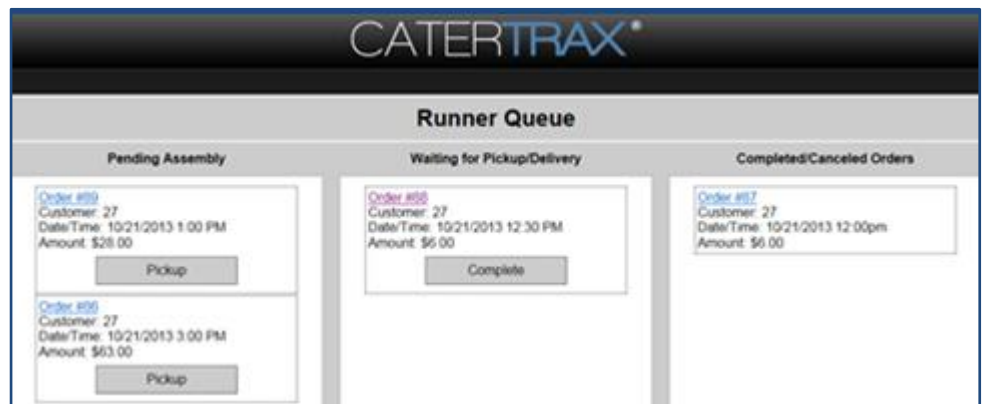 CATERTRAX
Runner Queue
Pending Assembly
Order #89
Customer: 27
Date/Time: 10/21/2013 1:00 PM
Amount: $28.00
Pickup
Order #86
Customer: 27
Date/Time: 10/21/2013 3:00 PM
Amount: $63.00
Pickup
Waiting for Pickup/Delivery
Order #88
Customer: 27
Date/Time: 10/21/2013 12:30 PM
Amount: $6.00
Complete
Completed/Canceled Orders
Order #87
Customer: 27
Date/Time: 10/21/2013 12:00pm
Amount: $6.00